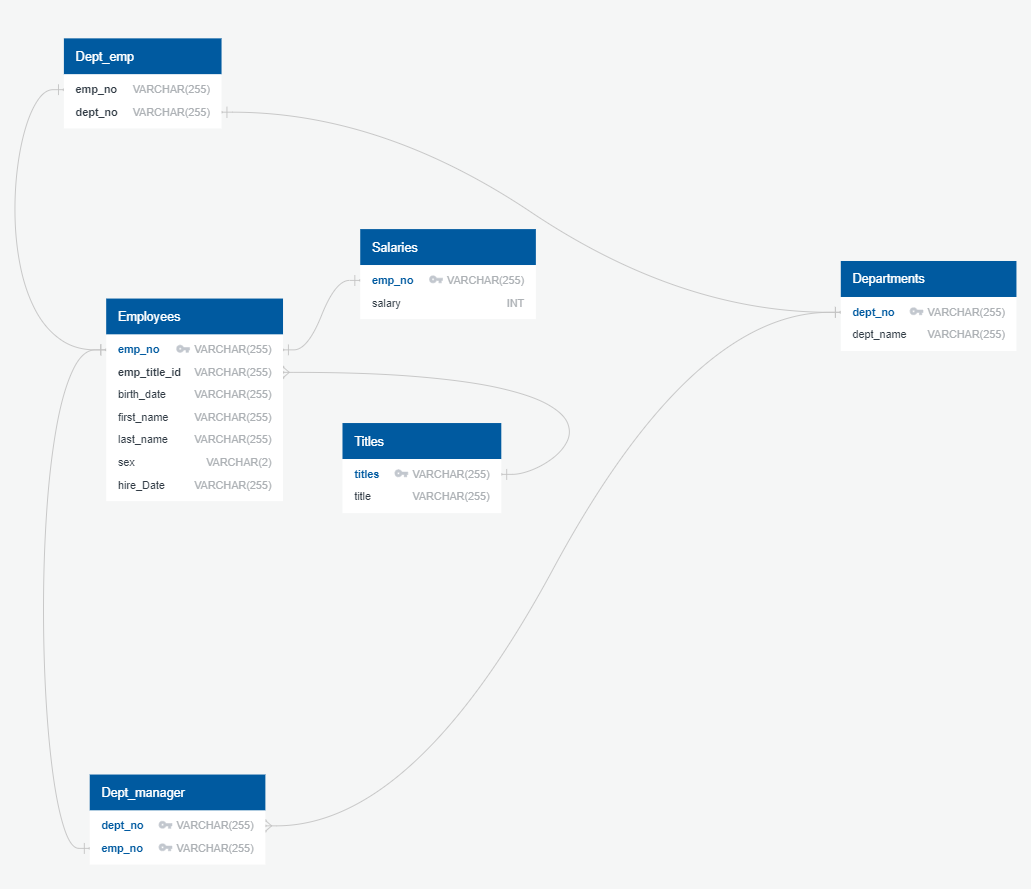 Dept_emp
emp_no VARCHAR(255)
dept_no VARCHAR(255)
Salaries
emp_no VARCHAR(255)
salary INT
Departments
dept_no VARCHAR(255)
dept_name VARCHAR(255)
Employees
emp_no VARCHAR(255)
emp_title_id VARCHAR(255)
birth_date VARCHAR(255)
first_name VARCHAR(255)
last_name VARCHAR(255)
sex VARCHAR(2)
hire_Date VARCHAR(255)
Titles
titles VARCHAR(255)
title VARCHAR(255)
Dept_manager
dept_no VARCHAR(255)
emp_no VARCHAR(255)